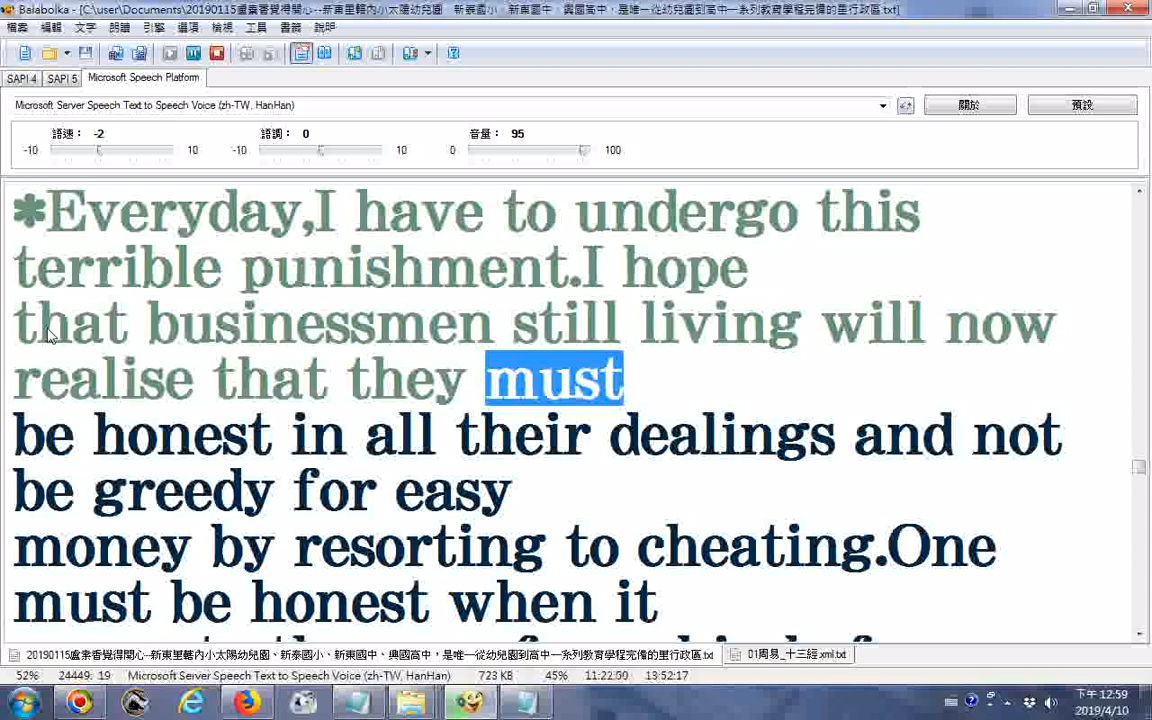 Balabolka - [C:\user\Documents\20190115盧粢香覺得開心--新東里轄內小太陽幼兒園、新泰國小、新東國中、興國高中，是唯一從幼兒園到高中一系列教育學程完備的里行政區.txt]
檔案 編輯 文字 朗讀 引擎 選項 檢視 工具 書籤 說明
SAPI 4 SAPI 5 Microsoft Speech Platform
Microsoft Server Speech Text to Speech Voice (zh-TW, HanHan) 關於 預設
語速： -2 語調： 0 音量： 95
-10 10 -10 10 0 100
*Everyday,I have to undergo this
terrible punishment.I hope
that businessmen still living will now
realise that they must
be honest in all their dealings and not
be greedy for easy
money by resorting to cheating.One
must be honest when it
20190115盧粢香覺得開心--新東里轄內小太陽幼兒園、新泰國小、新東國中、興國高中，是唯一從幼兒園到高中一系列教育學程完備的里行政區.txt 01周易_十三經.xml.txt
52% 24449: 19 Microsoft Server Speech Text to Speech Voice (zh-TW, HanHan) 723 KB 45% 11:22:50 13:52:17
下午 12:59
2019/4/10